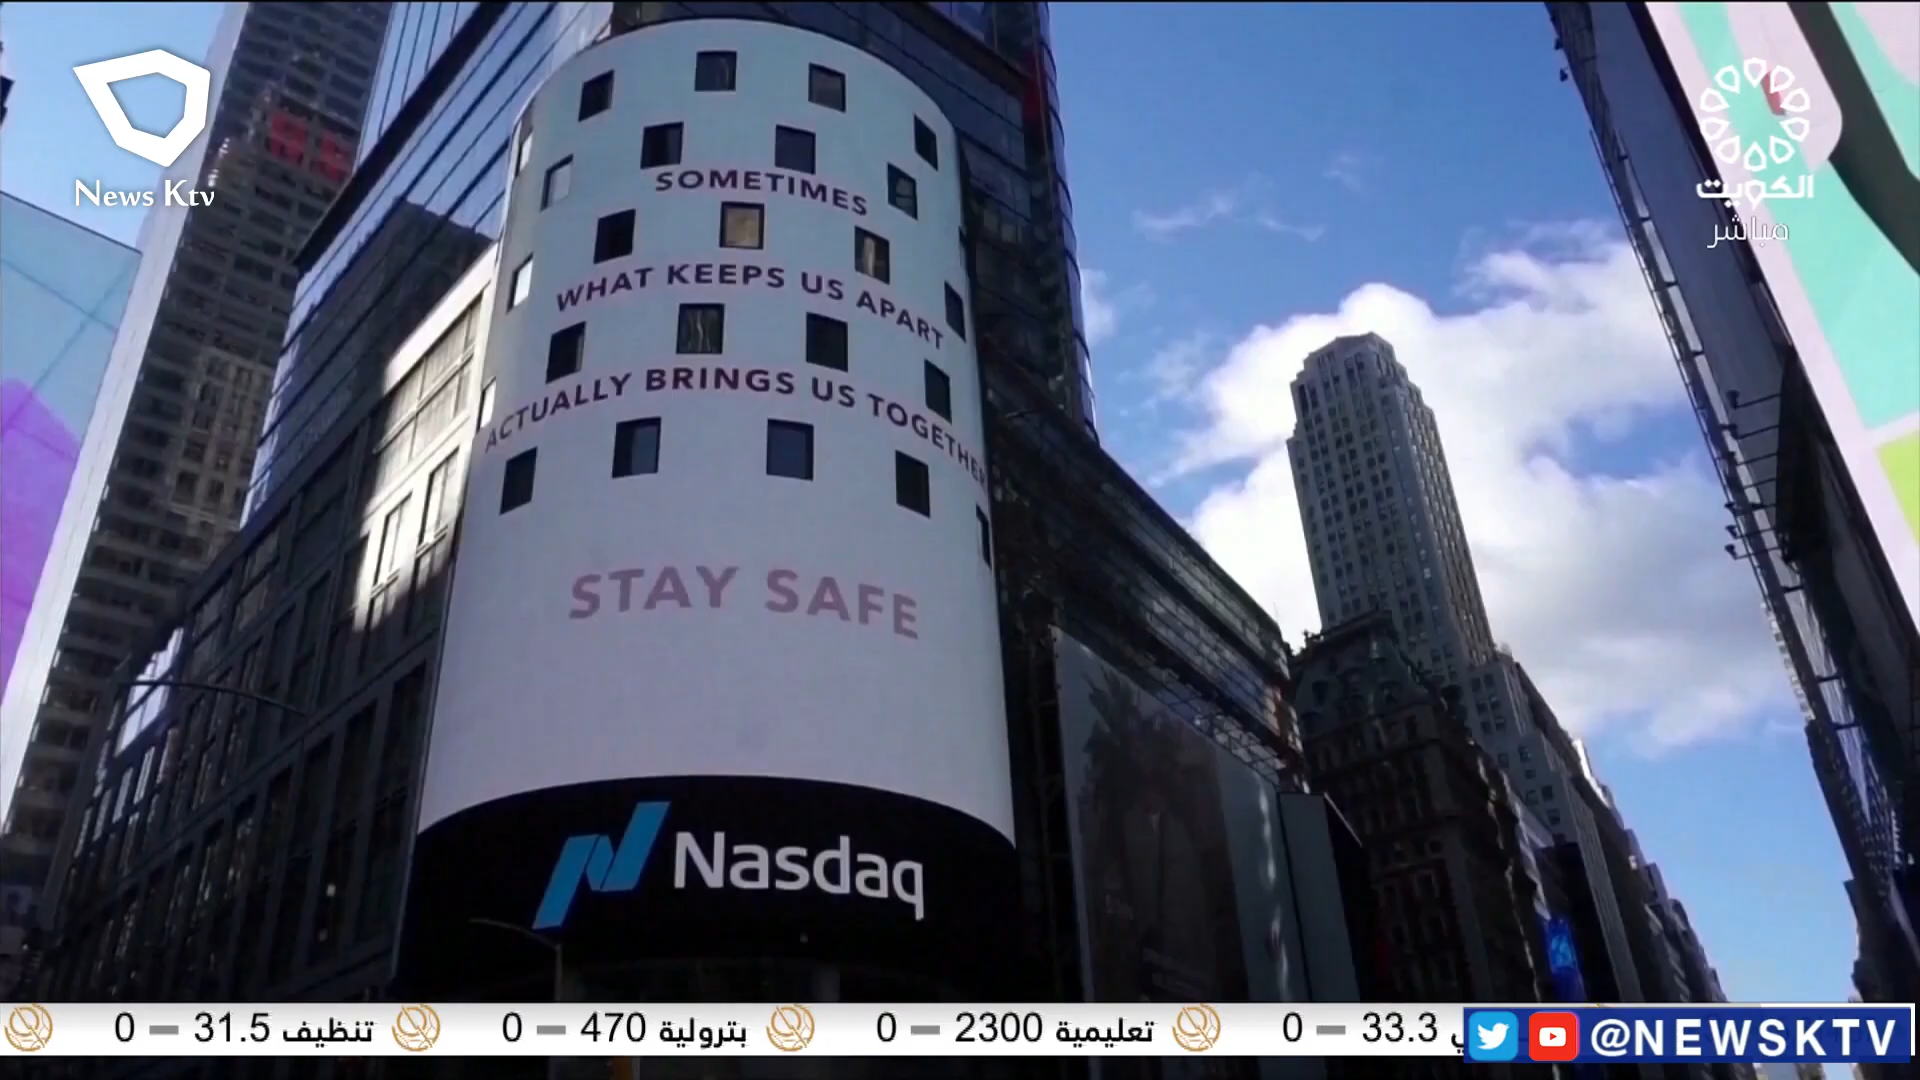 News Ktv
الكويت
مباشر
SOMETIMES
WHAT KEEPS US APART
ACTUALLY BRINGS US TOGETHER
STAY SAFE
Nasdaq
تنظيف 31.5 – 0
بترولية 470 – 0
تعليمية 2300 – 0
33.3 – 0
@NEWSKTV